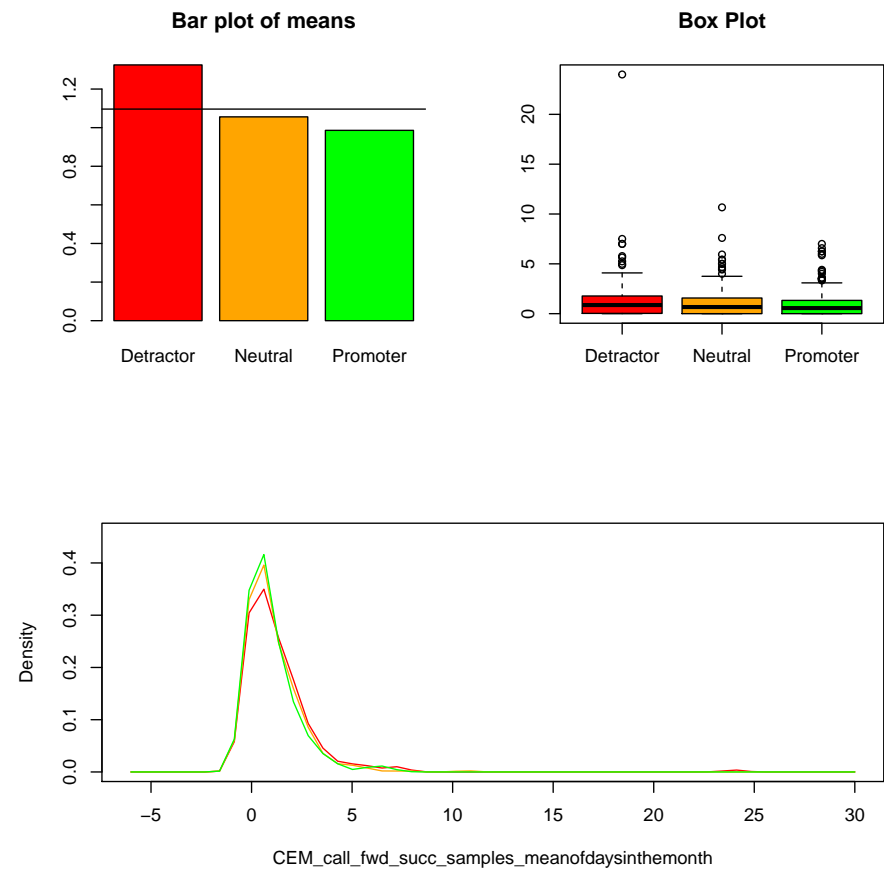 Bar plot of means
0.0 0.4 0.8 1.2
Detractor Neutral Promoter
Box Plot
0 5 10 15 20
Detractor Neutral Promoter
Density
0.0 0.1 0.2 0.3 0.4
−5 0 5 10 15 20 25 30
CEM_call_fwd_succ_samples_meanofdaysinthemonth